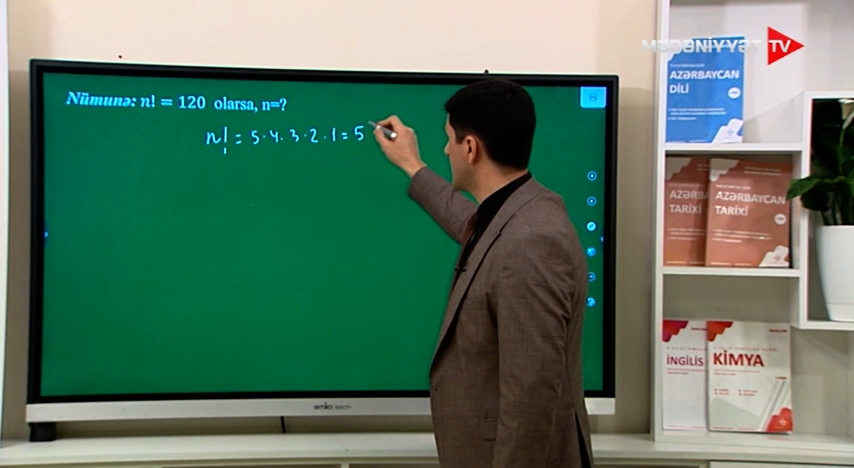 MƏDƏNİYYƏT TV
Nümunə: n! = 120 olarsa, n=?
n! = 5·4·3·2·1=5
AZƏRBAYCAN
DİLİ
AZƏRB
TARİXİ
AZƏRBAYCAN
TARİXİ
İNGİLİS
KİMYA